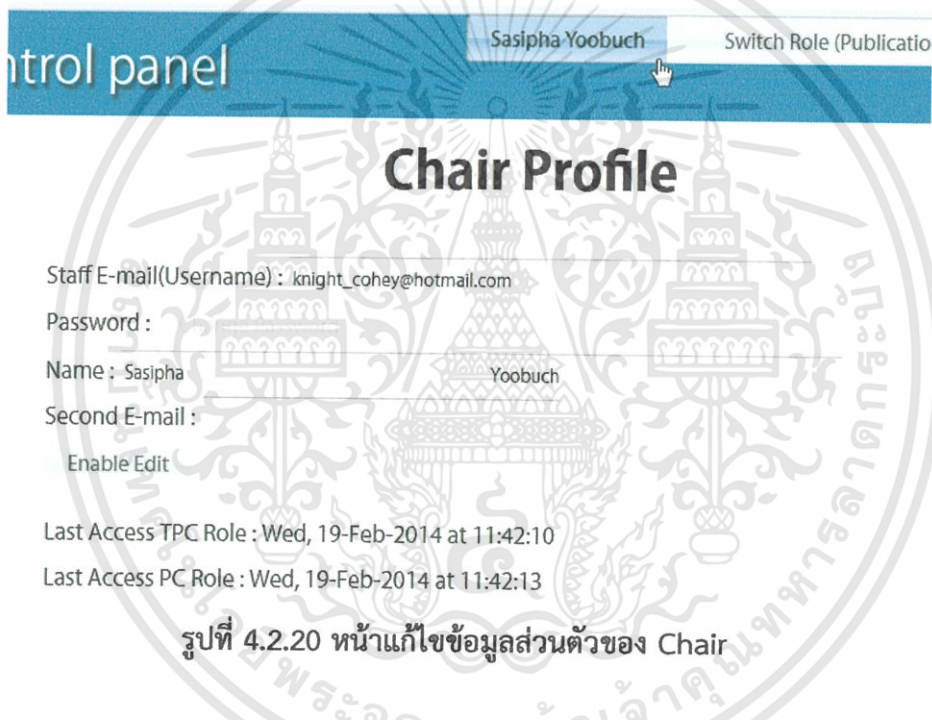 ntrol panel
Sasipha Yoobuch Switch Role (Publicatio
Chair Profile
Staff E-mail(Username) : knight_cohey@hotmail.com
Password :
Name : Sasipha Yoobuch
Second E-mail :
Enable Edit
Last Access TPC Role : Wed, 19-Feb-2014 at 11:42:10
Last Access PC Role : Wed, 19-Feb-2014 at 11:42:13
รูปที่ 4.2.20 หน้าแก้ไขข้อมูลส่วนตัวของ Chair